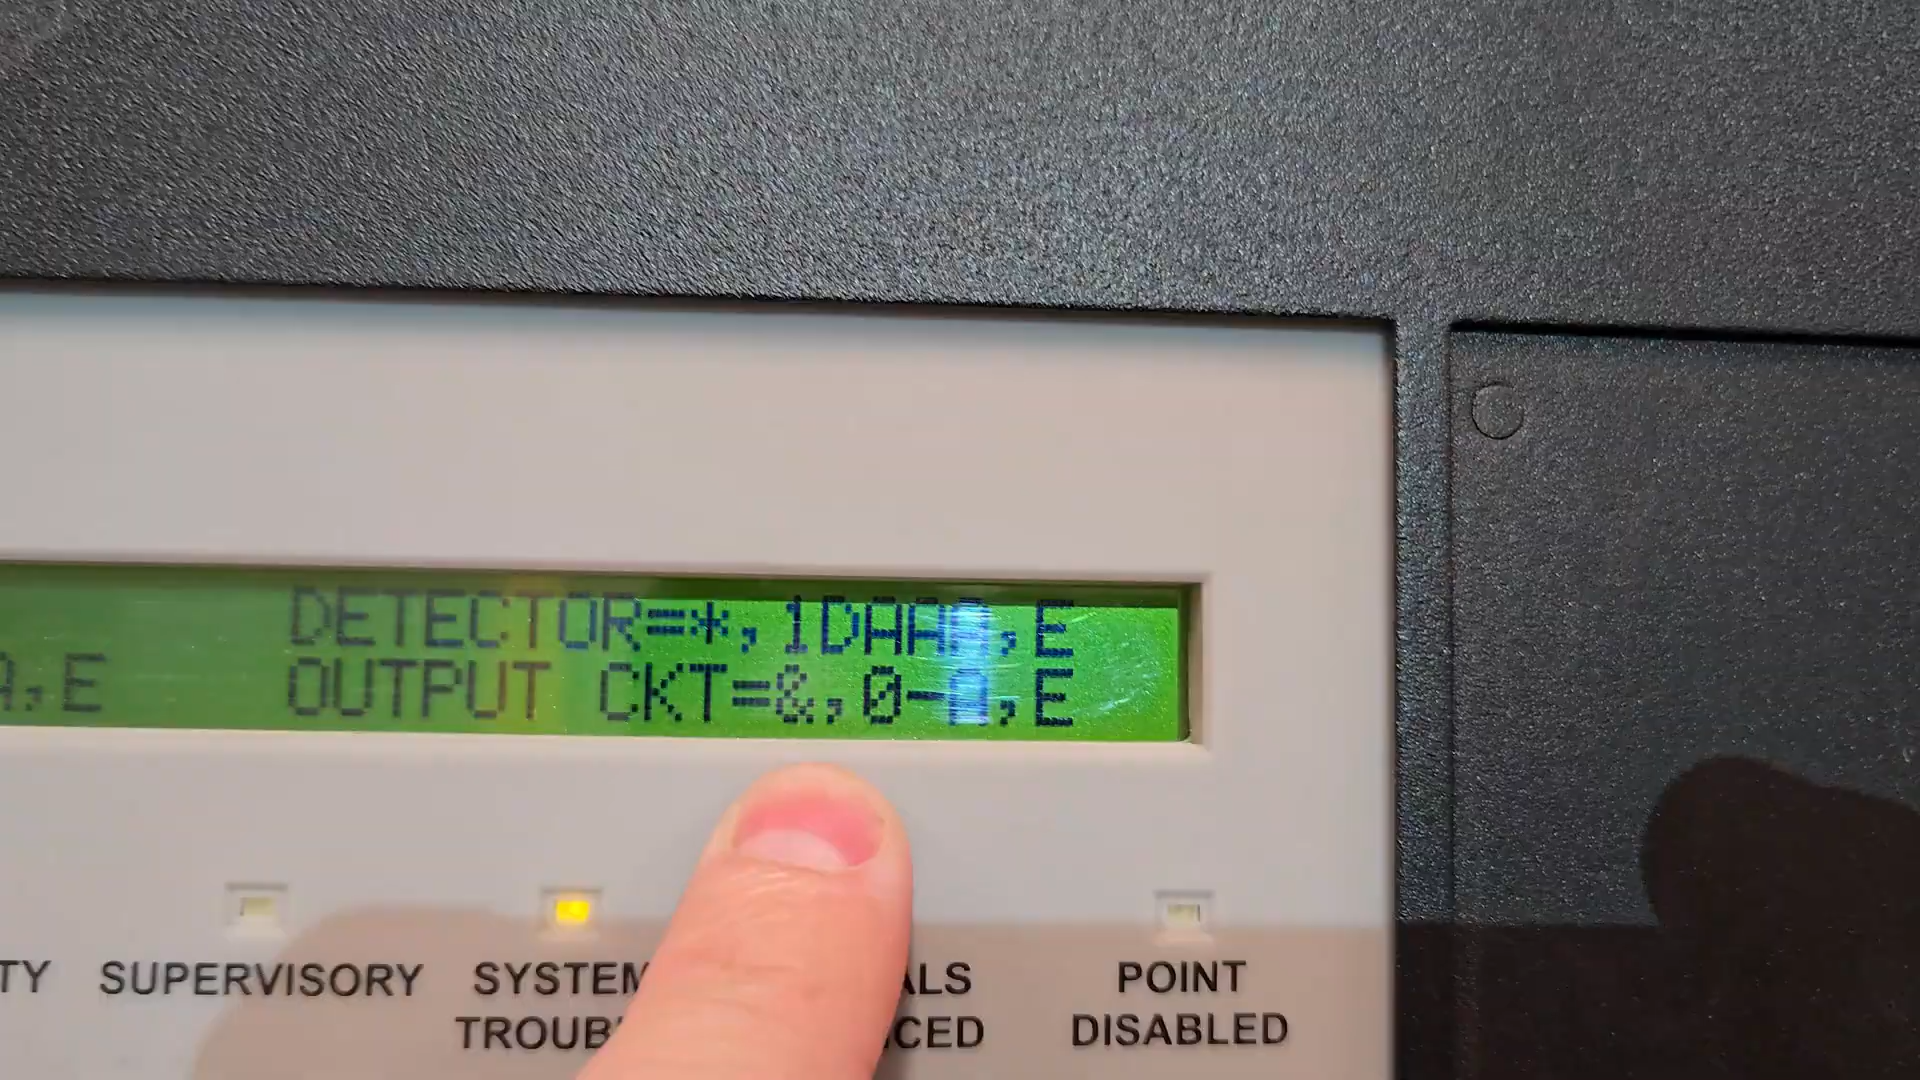 DETECTOR=*,1DAAA,E
A,E OUTPUT CKT=&,0-A,E
TY SUPERVISORY SYSTEM ALS POINT
TROUB CED DISABLED